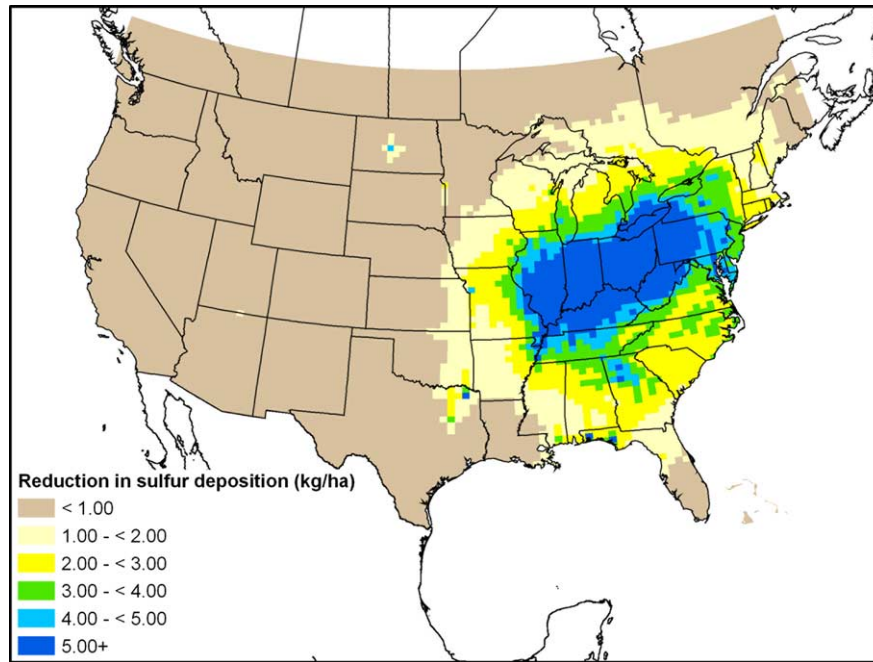 Reduction in sulfur deposition (kg/ha)
< 1.00
1.00 - < 2.00
2.00 - < 3.00
3.00 - < 4.00
4.00 - < 5.00
5.00+